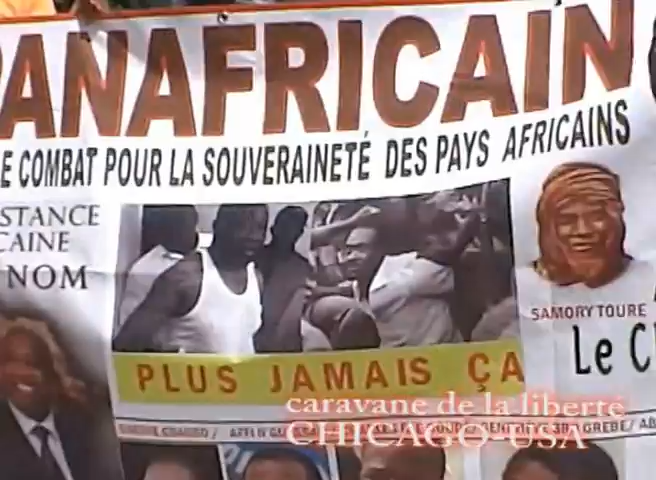 PANAFRICAIN
LE COMBAT POUR LA SOUVERAINETÉ DES PAYS AFRICAINS
STANCE
CAINE
NOM
SAMORY TOURE
Le C
PLUS JAMAIS ÇA
caravane de la liberté
CHICAGO-USA